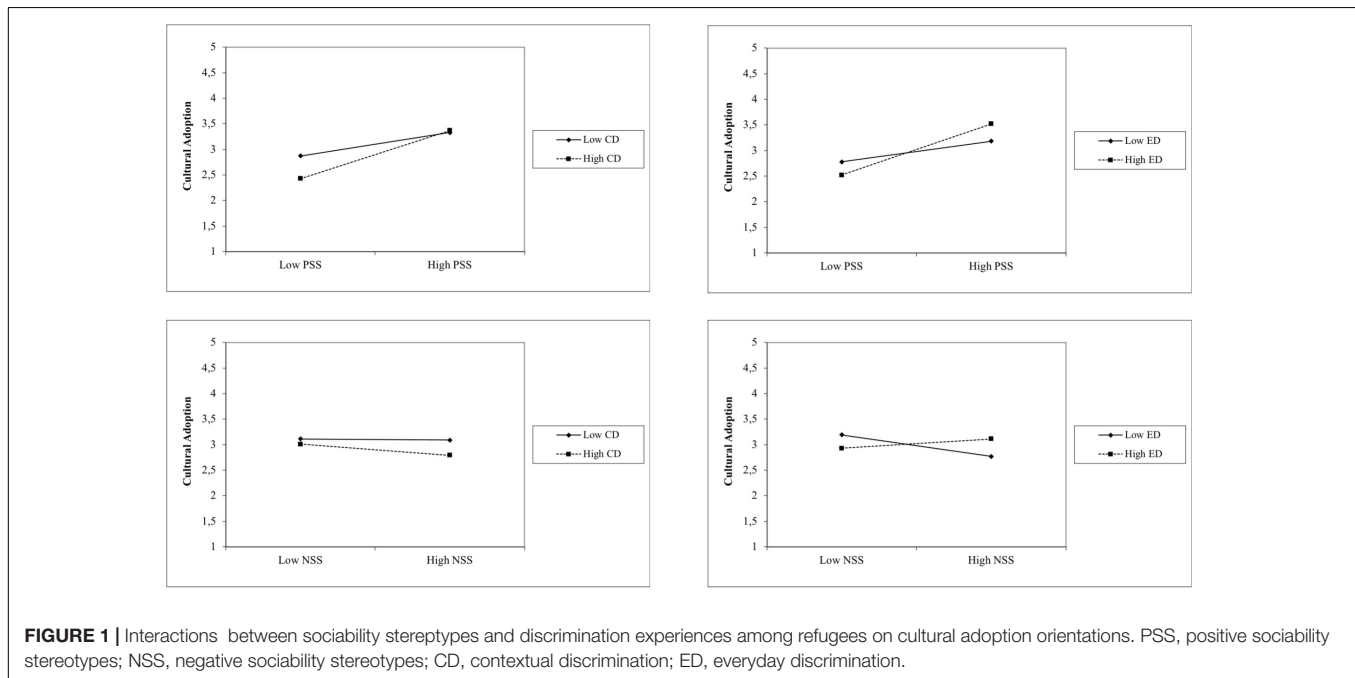 5
4,5
4
3,5
3
2,5
2
1,5
1
Cultural Adoption
Low PSS High PSS
Low CD
High CD
5
4,5
4
3,5
3
2,5
2
1,5
1
Cultural Adoption
Low PSS High PSS
Low ED
High ED
5
4,5
4
3,5
3
2,5
2
1,5
1
Cultural Adoption
Low NSS High NSS
Low CD
High CD
5
4,5
4
3,5
3
2,5
2
1,5
1
Cultural Adoption
Low NSS High NSS
Low ED
High ED
FIGURE 1 | Interactions between sociability stereptypes and discrimination experiences among refugees on cultural adoption orientations. PSS, positive sociability
stereotypes; NSS, negative sociability stereotypes; CD, contextual discrimination; ED, everyday discrimination.